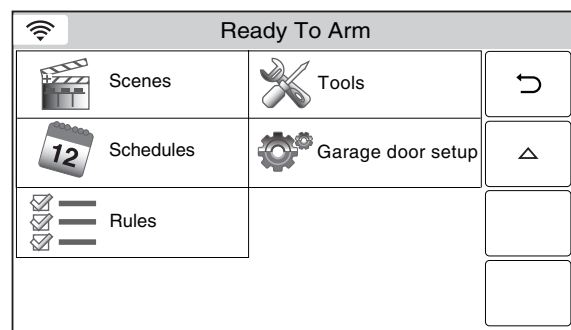 Ready To Arm
Scenes
Tools
12
Schedules
Garage door setup
Rules